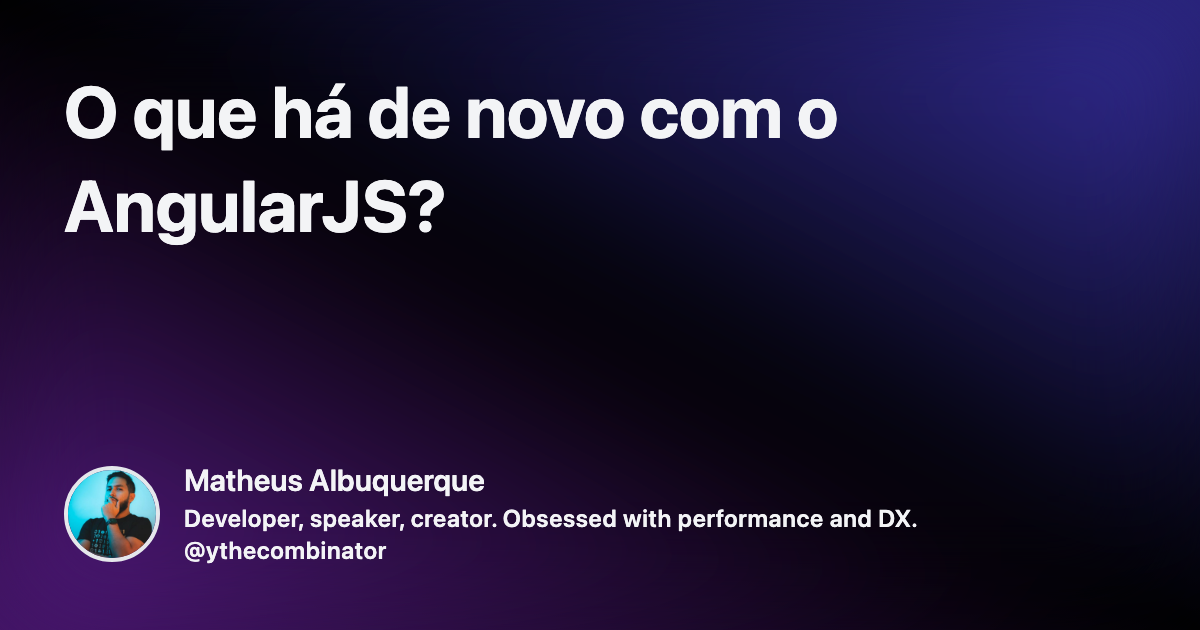 O que há de novo com o
AngularJS?
Matheus Albuquerque
Developer, speaker, creator. Obsessed with performance and DX.
@ythecombinator